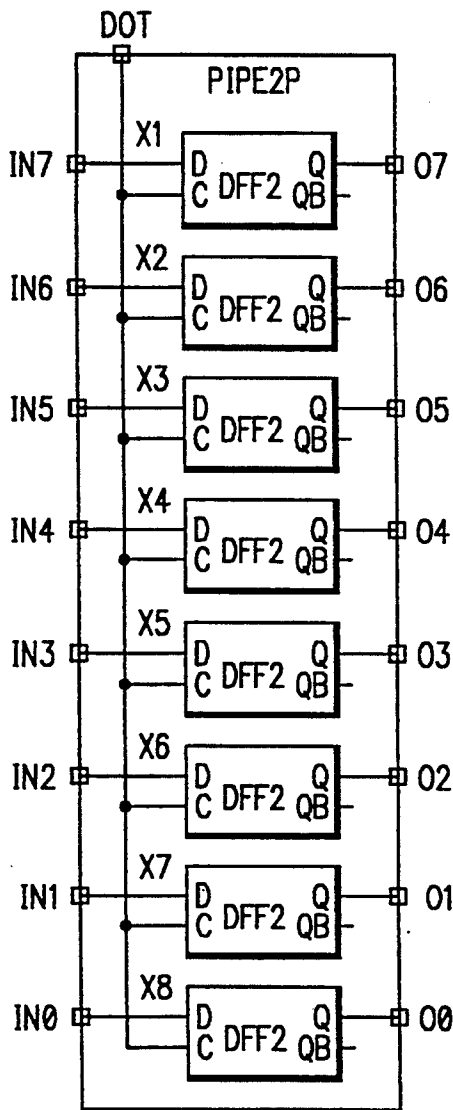 DOT
PIPE2P
X1
IN7 D Q O7
C DFF2 QB
X2
IN6 D Q O6
C DFF2 QB
X3
IN5 D Q O5
C DFF2 QB
X4
IN4 D Q O4
C DFF2 QB
X5
IN3 D Q O3
C DFF2 QB
X6
IN2 D Q O2
C DFF2 QB
X7
IN1 D Q O1
C DFF2 QB
X8
IN0 D Q O0
C DFF2 QB